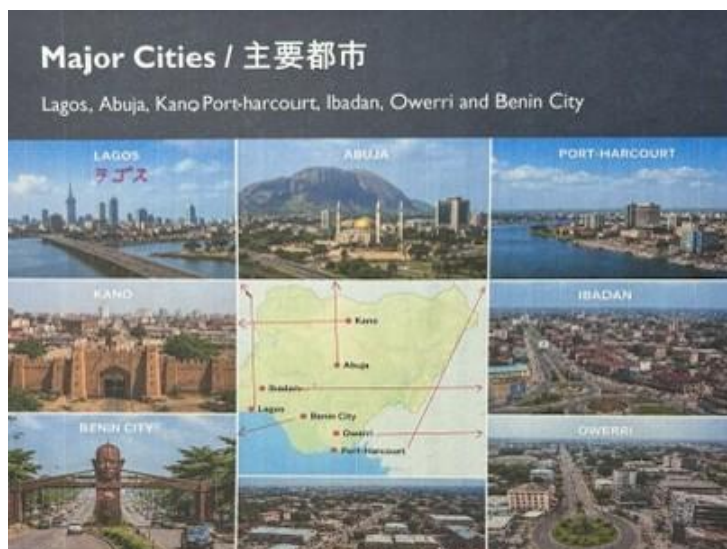 Major Cities / 主要都市
Lagos, Abuja, Kano, Port-harcourt, Ibadan, Owerri and Benin City
LAGOS
ラゴス
ABUJA
PORT-HARCOURT
KANO
IBADAN
Kano
Abuja
Ibadan
Lagos
Benin City
Owerri
Port-Harcourt
BENIN CITY
OWERRI